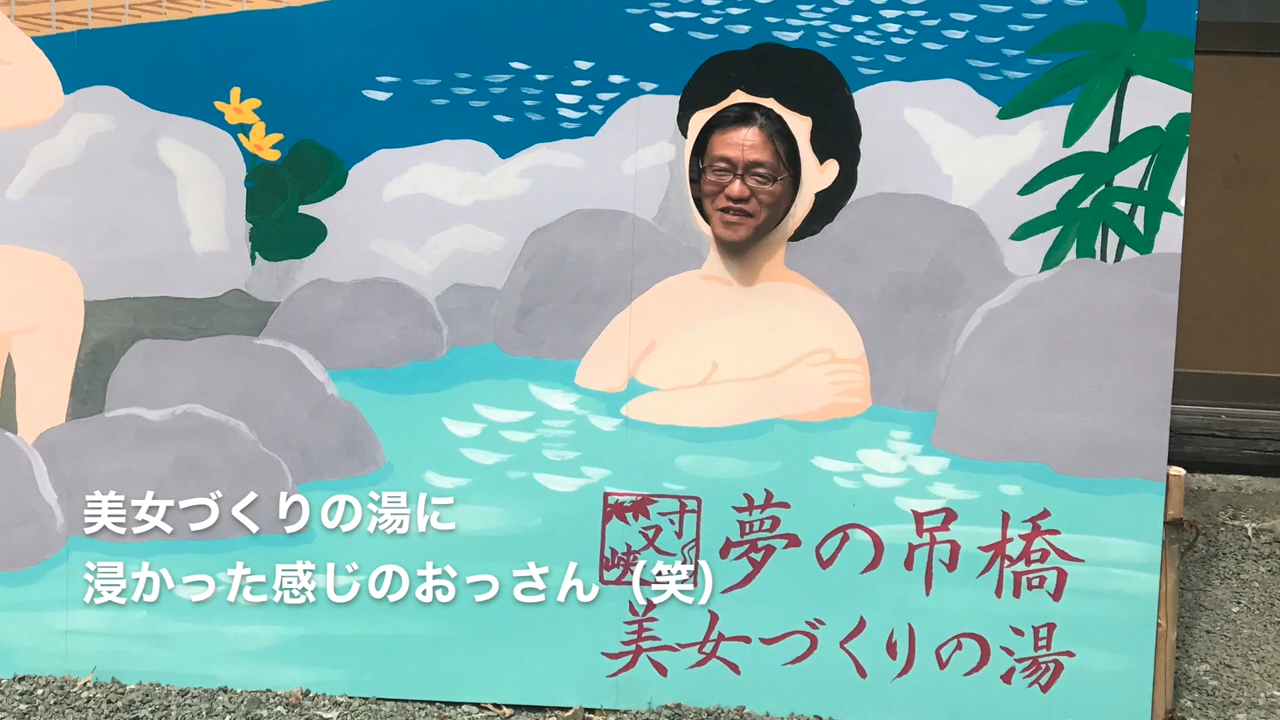 美女づくりの湯に
浸かった感じのおっさん（笑）
寸又峡
夢の吊橋
美女づくりの湯